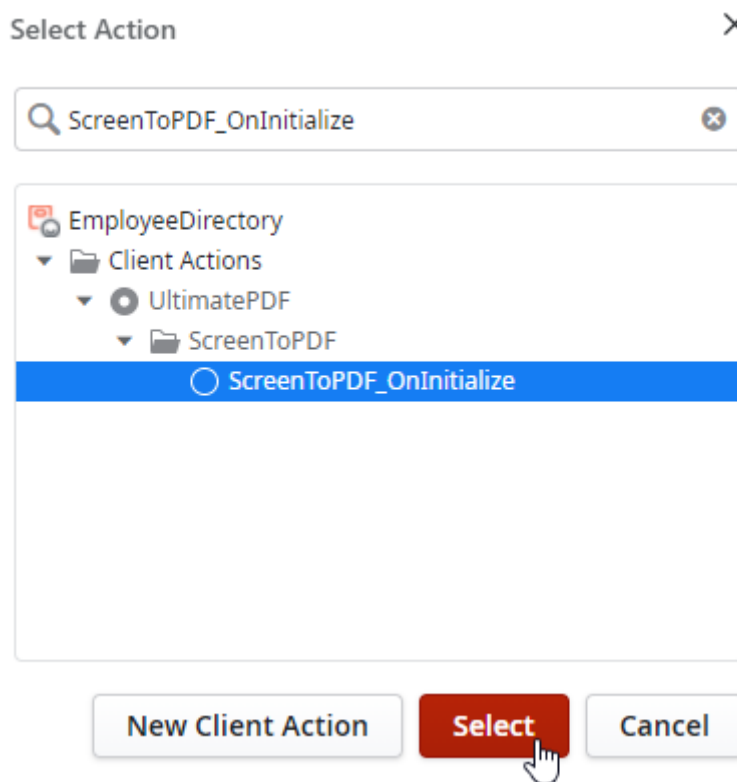 Select Action
ScreenToPDF_OnInitialize
EmployeeDirectory
Client Actions
UltimatePDF
ScreenToPDF
ScreenToPDF_OnInitialize
New Client Action Select Cancel